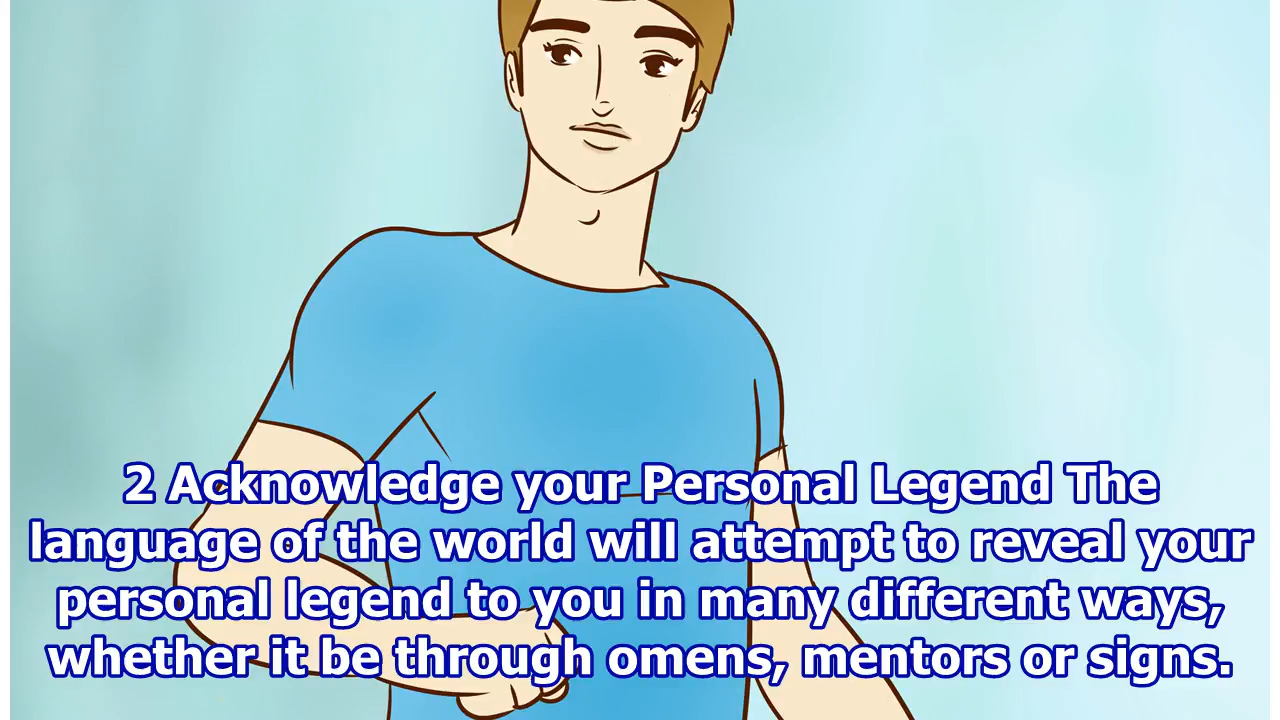 2 Acknowledge your Personal Legend The
language of the world will attempt to reveal your
personal legend to you in many different ways,
whether it be through omens, mentors or signs.